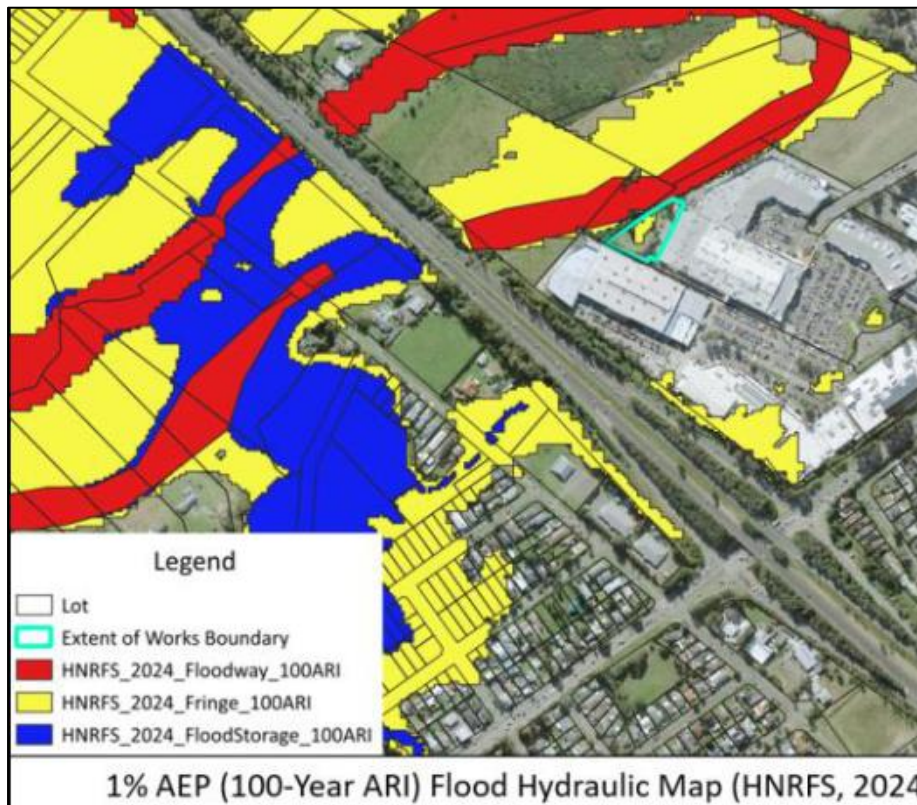 Legend
Lot
Extent of Works Boundary
HNRFS_2024_Floodway_100ARI
HNRFS_2024_Fringe_100ARI
HNRFS_2024_FloodStorage_100ARI
1% AEP (100-Year ARI) Flood Hydraulic Map (HNRFS, 2024